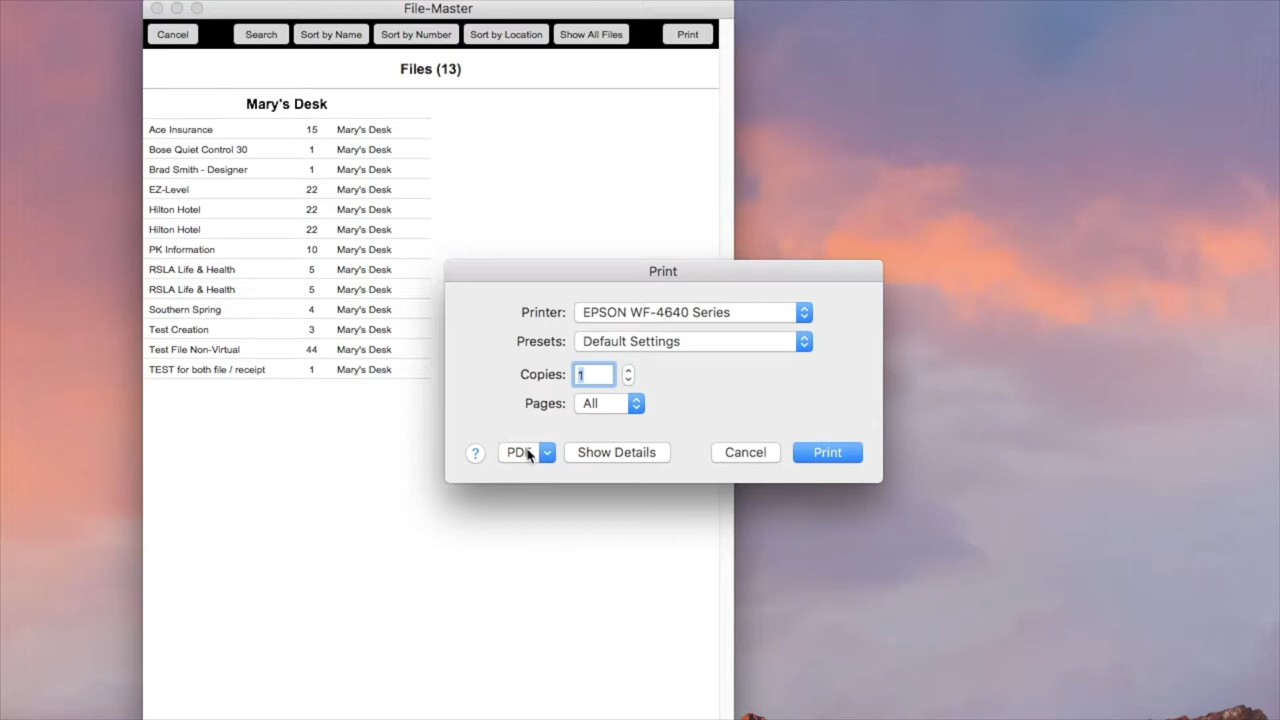 File-Master
Cancel Search Sort by Name Sort by Number Sort by Location Show All Files Print
Files (13)
Mary's Desk
Ace Insurance 15 Mary's Desk
Bose Quiet Control 30 1 Mary's Desk
Brad Smith - Designer 1 Mary's Desk
EZ-Level 22 Mary's Desk
Hilton Hotel 22 Mary's Desk
Hilton Hotel 22 Mary's Desk
PK Information 10 Mary's Desk
RSLA Life & Health 5 Mary's Desk
RSLA Life & Health 5 Mary's Desk
Southern Spring 4 Mary's Desk
Test Creation 3 Mary's Desk
Test File Non-Virtual 44 Mary's Desk
TEST for both file / receipt 1 Mary's Desk
Print
Printer: EPSON WF-4640 Series
Presets: Default Settings
Copies: 1
Pages: All
? PDF Show Details Cancel Print